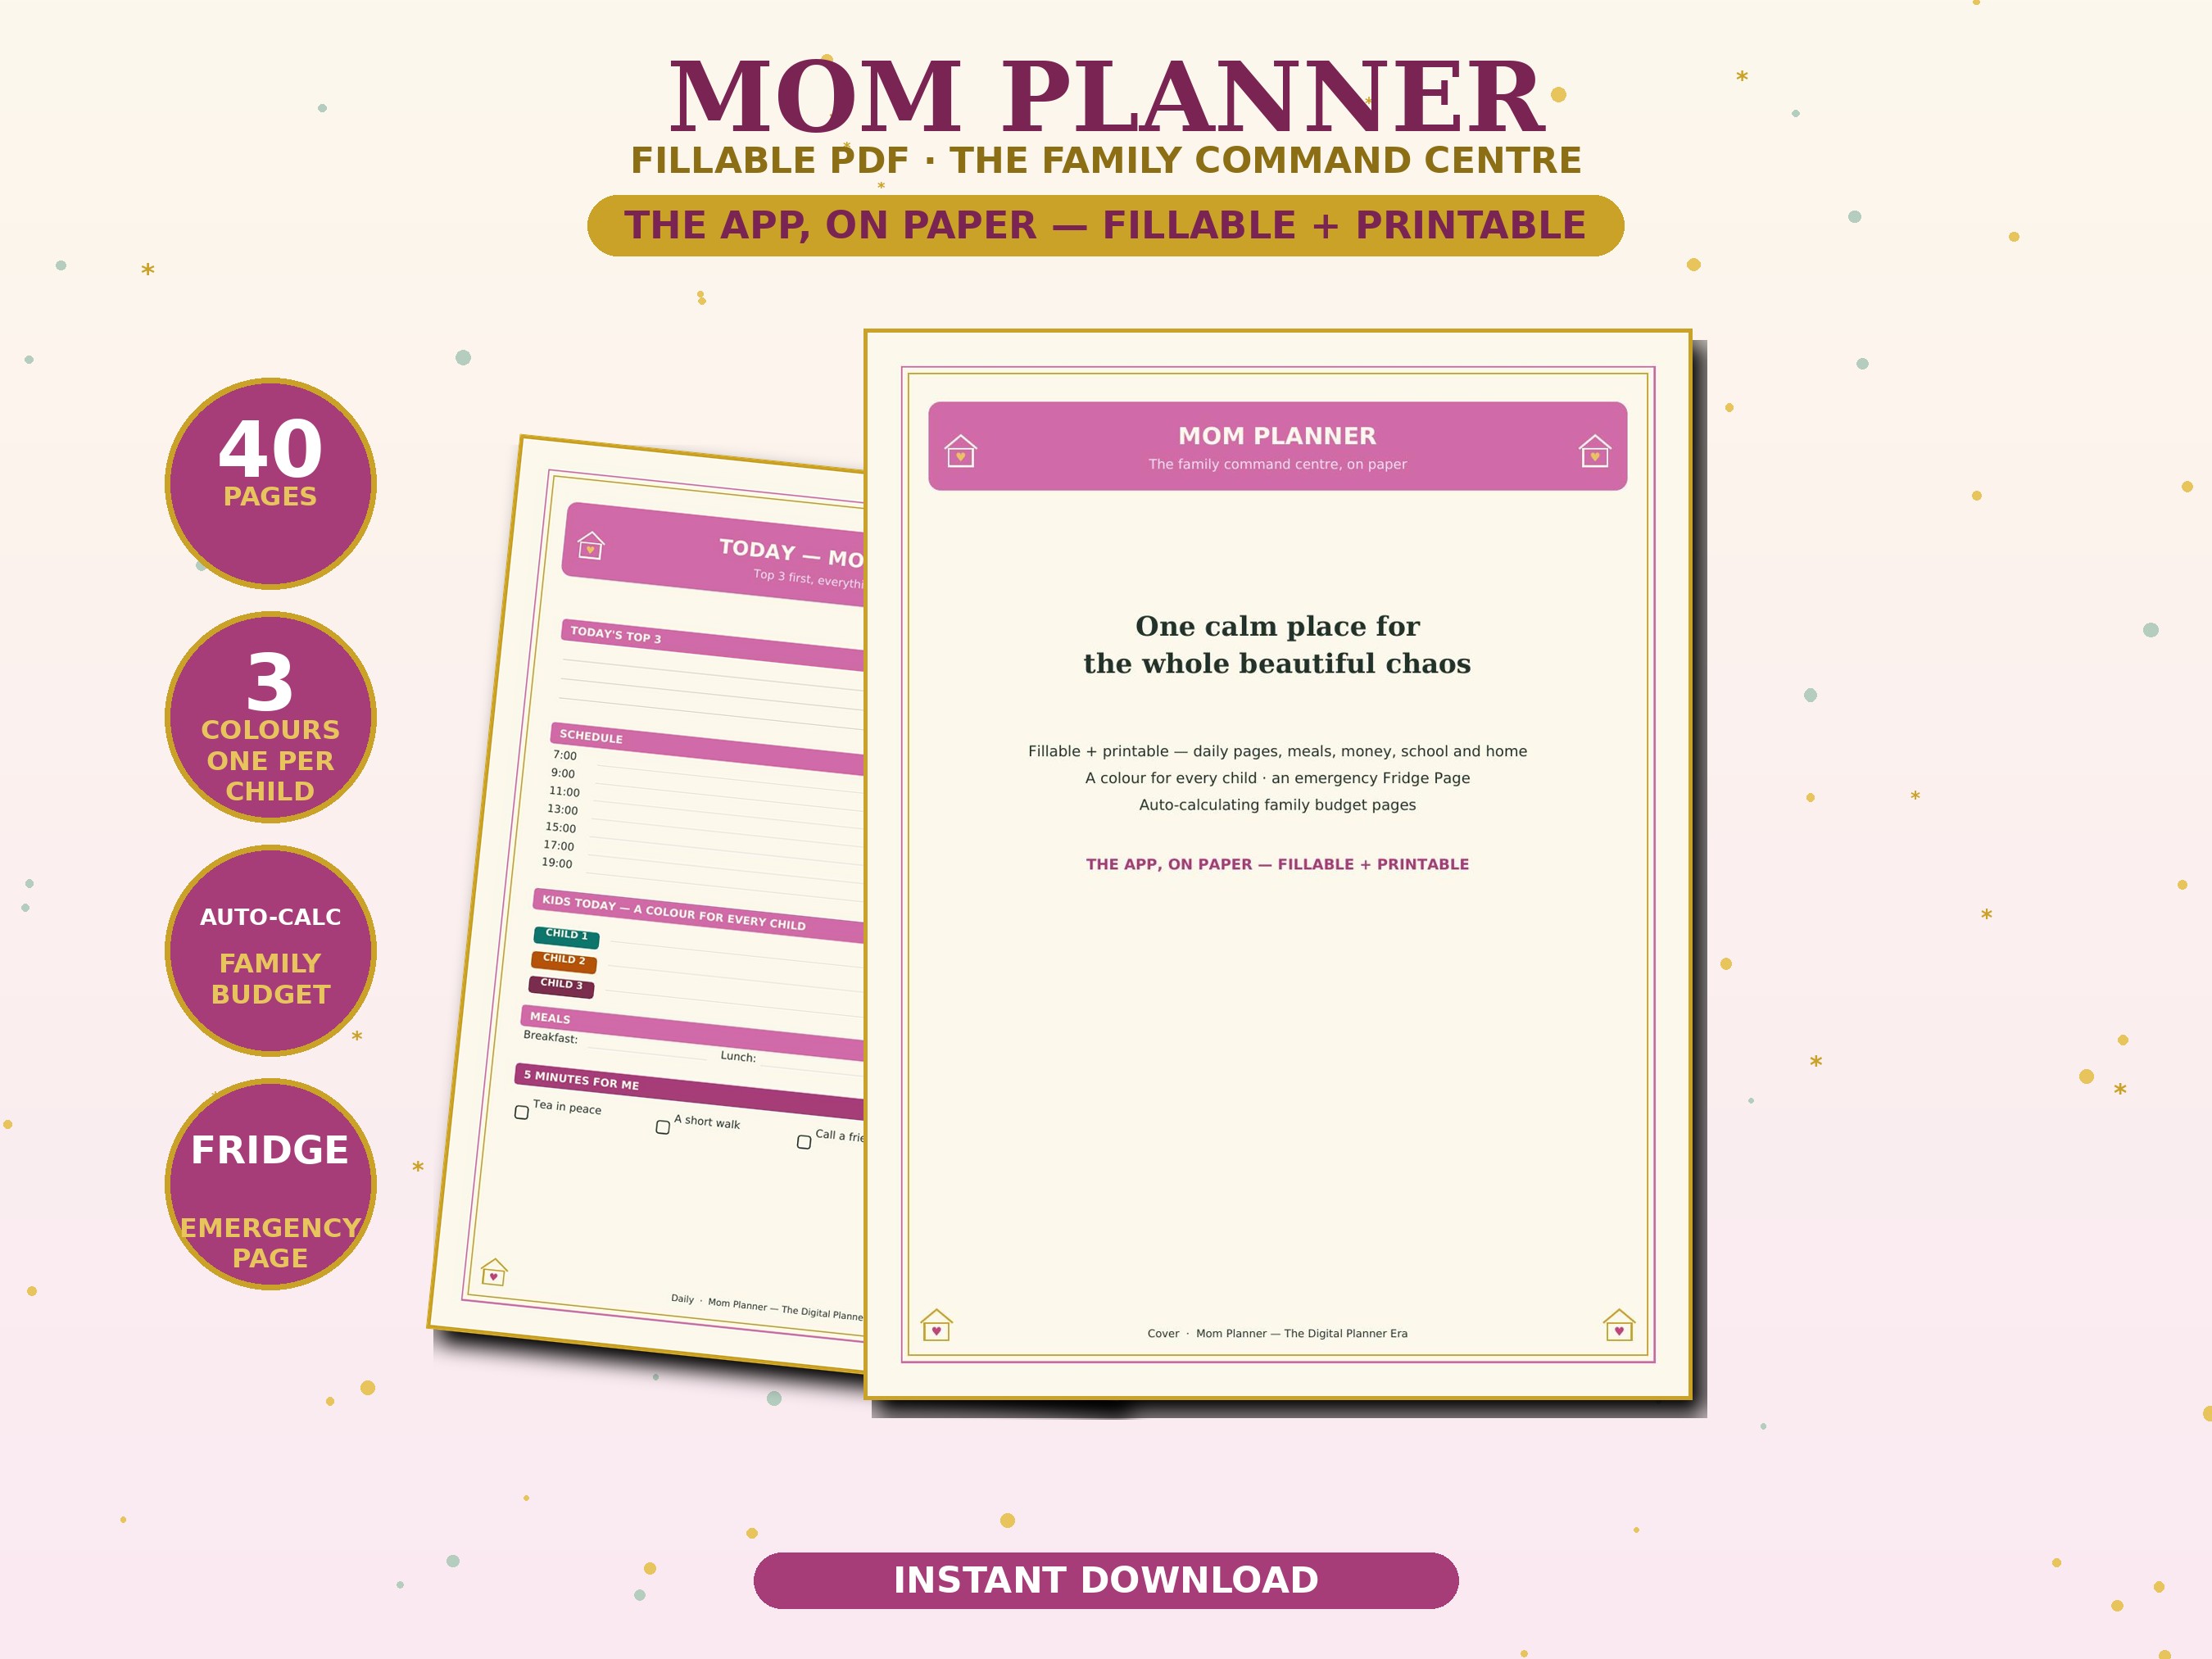 MOM PLANNER
FILLABLE PDF · THE FAMILY COMMAND CENTRE
THE APP, ON PAPER — FILLABLE + PRINTABLE
40
PAGES
3
COLOURS
ONE PER
CHILD
AUTO-CALC
FAMILY
BUDGET
FRIDGE
EMERGENCY
PAGE
TODAY —
Top 3 first,
TODAY'S TOP 3
SCHEDULE
7:00
9:00
11:00
13:00
15:00
17:00
19:00
KIDS TODAY — A COLOUR FOR EVERY CHILD
CHILD 1
CHILD 2
CHILD 3
MEALS
Breakfast: Lunch:
5 MINUTES FOR ME
Tea in peace A short walk Call a
Daily · Mom Planner — The Digital
MOM PLANNER
The family command centre, on paper
One calm place for
the whole beautiful chaos
Fillable + printable — daily pages, meals, money, school and home
A colour for every child · an emergency Fridge Page
Auto-calculating family budget pages
THE APP, ON PAPER — FILLABLE + PRINTABLE
Cover · Mom Planner — The Digital Planner Era
INSTANT DOWNLOAD